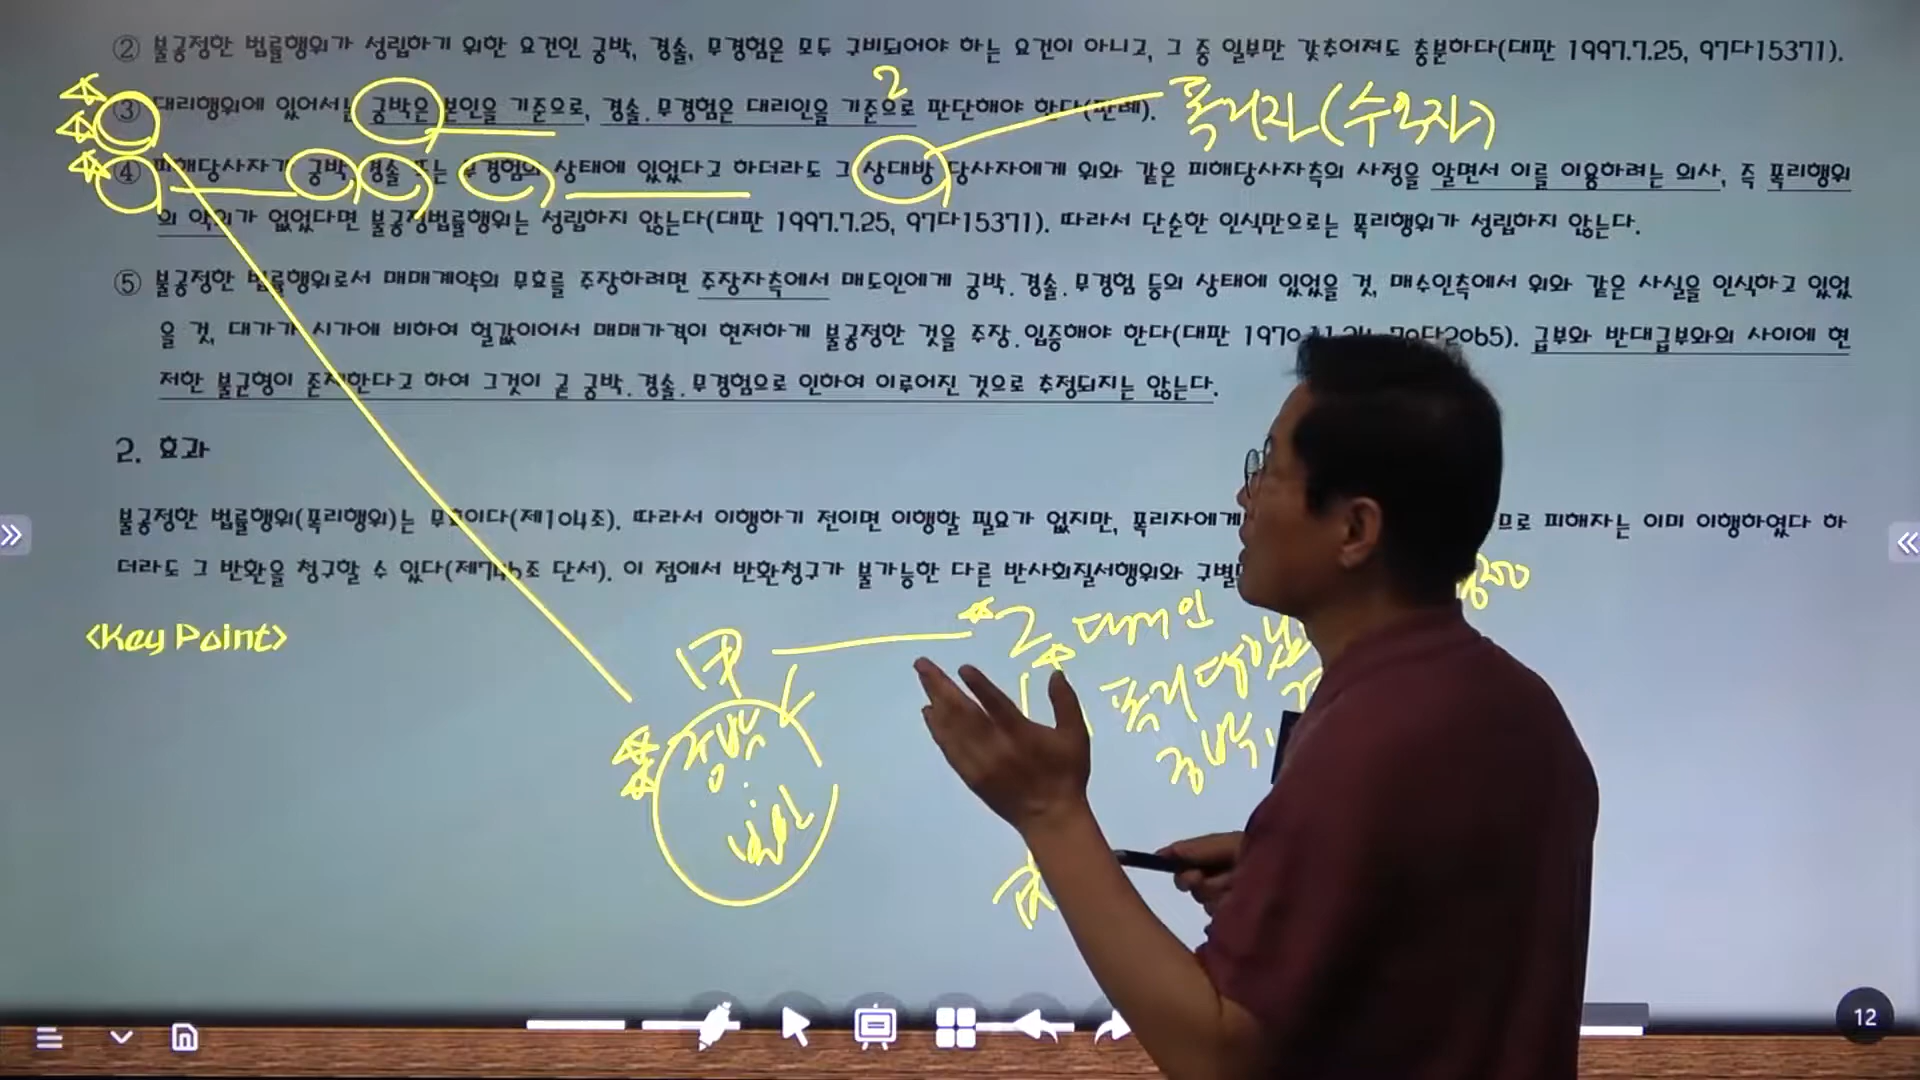 ② 불공정한 법률행위가 성립하기 위한 요건인 궁박, 경솔, 무경험은 모두 구비되어야 하는 요건이 아니고, 그 중 일부만 갖추어져도 충분하다(대판 1997.7.25, 97다15371).
③ 대리행위에 있어서는 궁박은 본인을 기준으로, 경솔.무경험은 대리인을 기준으로 판단해야 한다(판례).
2
폭리자(수익자)
④ 피해당사자가 궁박 경솔 또는 무경험의 상태에 있었다고 하더라도 그 상대방 당사자에게 위와 같은 피해당사자측의 사정을 알면서 이를 이용하려는 의사, 즉 폭리행위
의 악의가 없었다면 불공정법률행위는 성립하지 않는다(대판 1997.7.25, 97다15371). 따라서 단순한 인식만으로는 폭리행위가 성립하지 않는다.
⑤ 불공정한 법률행위로서 매매계약의 무효를 주장하려면 주장자측에서 매도인에게 궁박.경솔.무경험 등의 상태에 있었을 것, 매수인측에서 위와 같은 사실을 인식하고 있었
을 것, 대가가 시가에 비하여 헐값이어서 매매가격이 현저하게 불공정한 것을 주장.입증해야 한다(대판 1970 급부와 반대급부와의 사이에 현
저한 불균형이 존재한다고 하여 그것이 곧 궁박.경솔.무경험으로 인하여 이루어진 것으로 추정되지는 않는다.
2. 효과
불공정한 법률행위(폭리행위)는 무효이다(제104조). 따라서 이행하기 전이면 이행할 필요가 없지만, 폭리자에게 므로 피해자는 이미 이행하였다 하
더라도 그 반환을 청구할 수 있다(제746조 단서). 이 점에서 반환청구가 불가능한 다른 반사회질서행위와 구별
<Key Point>
甲 乙 대리인
폭리
궁박
궁박,
본인
12